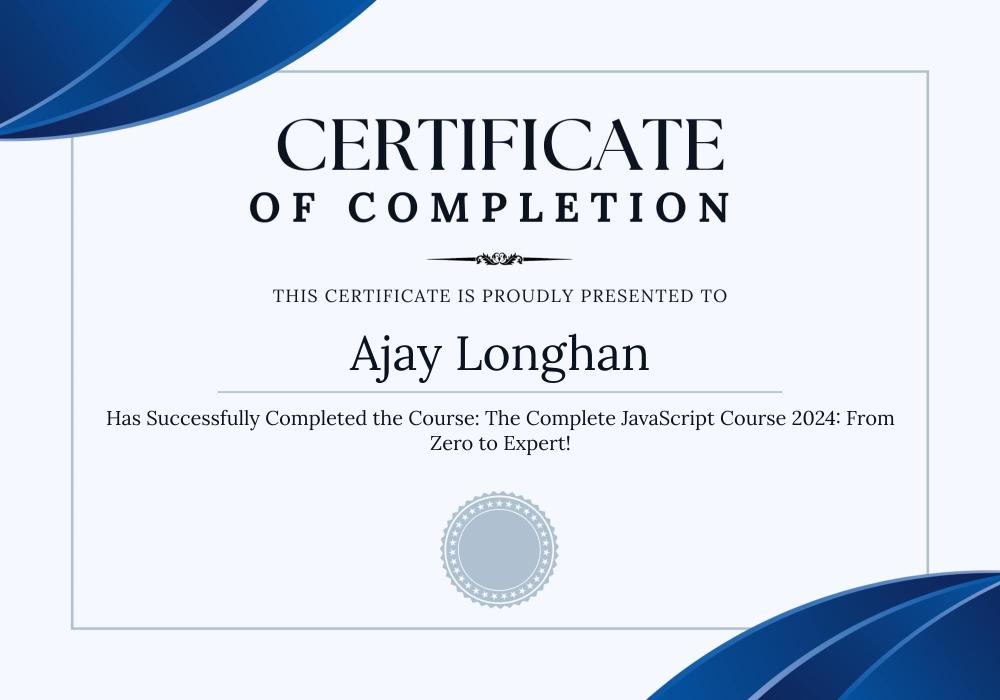 CERTIFICATE
OF COMPLETION
THIS CERTIFICATE IS PROUDLY PRESENTED TO
Ajay Longhan
Has Successfully Completed the Course: The Complete JavaScript Course 2024: From
Zero to Expert!